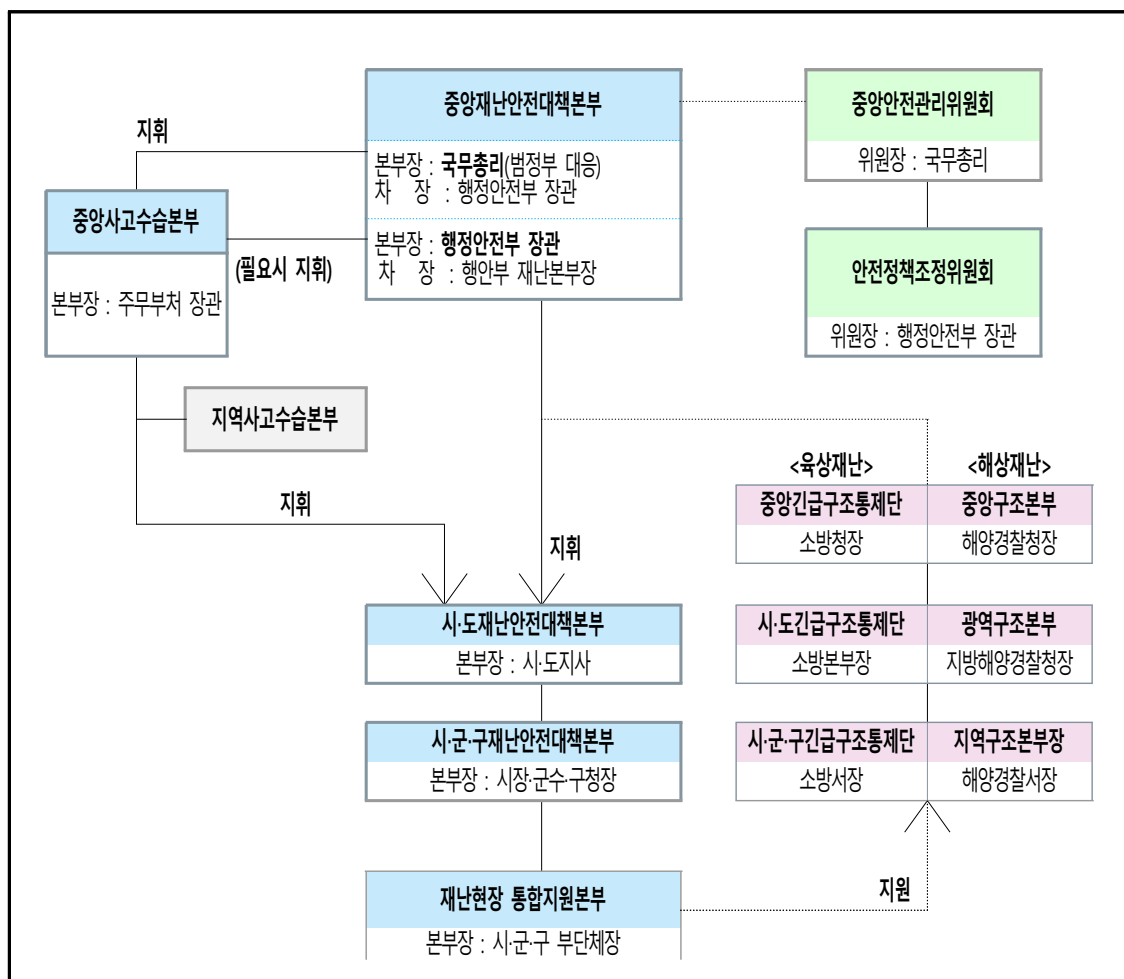 중앙재난안전대책본부
본부장 : 국무총리(범정부 대응)
차 장 : 행정안전부 장관
본부장 : 행정안전부 장관
차 장 : 행안부 재난본부장
중앙안전관리위원회
위원장 : 국무총리
안전정책조정위원회
위원장 : 행정안전부 장관
지휘
중앙사고수습본부
본부장 : 주무부처 장관
(필요시 지휘)
지역사고수습본부
지휘
지휘
<육상재난>
<해상재난>
중앙긴급구조통제단
중앙구조본부
소방청장
해양경찰청장
시·도긴급구조통제단
광역구조본부
소방본부장
지방해양경찰청장
시·군·구긴급구조통제단
지역구조본부장
소방서장
해양경찰서장
시·도재난안전대책본부
본부장 : 시·도지사
시·군·구재난안전대책본부
본부장 : 시장·군수·구청장
재난현장 통합지원본부
본부장 : 시·군·구 부단체장
지원